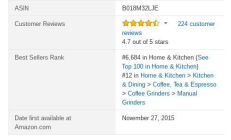 ASIN B018M32LJE
Customer Reviews 224 customer
reviews
4.7 out of 5 stars
Best Sellers Rank #6,684 in Home & Kitchen (See
Top 100 in Home & Kitchen)
#12 in Home & Kitchen > Kitchen
& Dining > Coffee, Tea & Espresso
> Coffee Grinders > Manual
Grinders
Date first available at
Amazon.com November 27, 2015